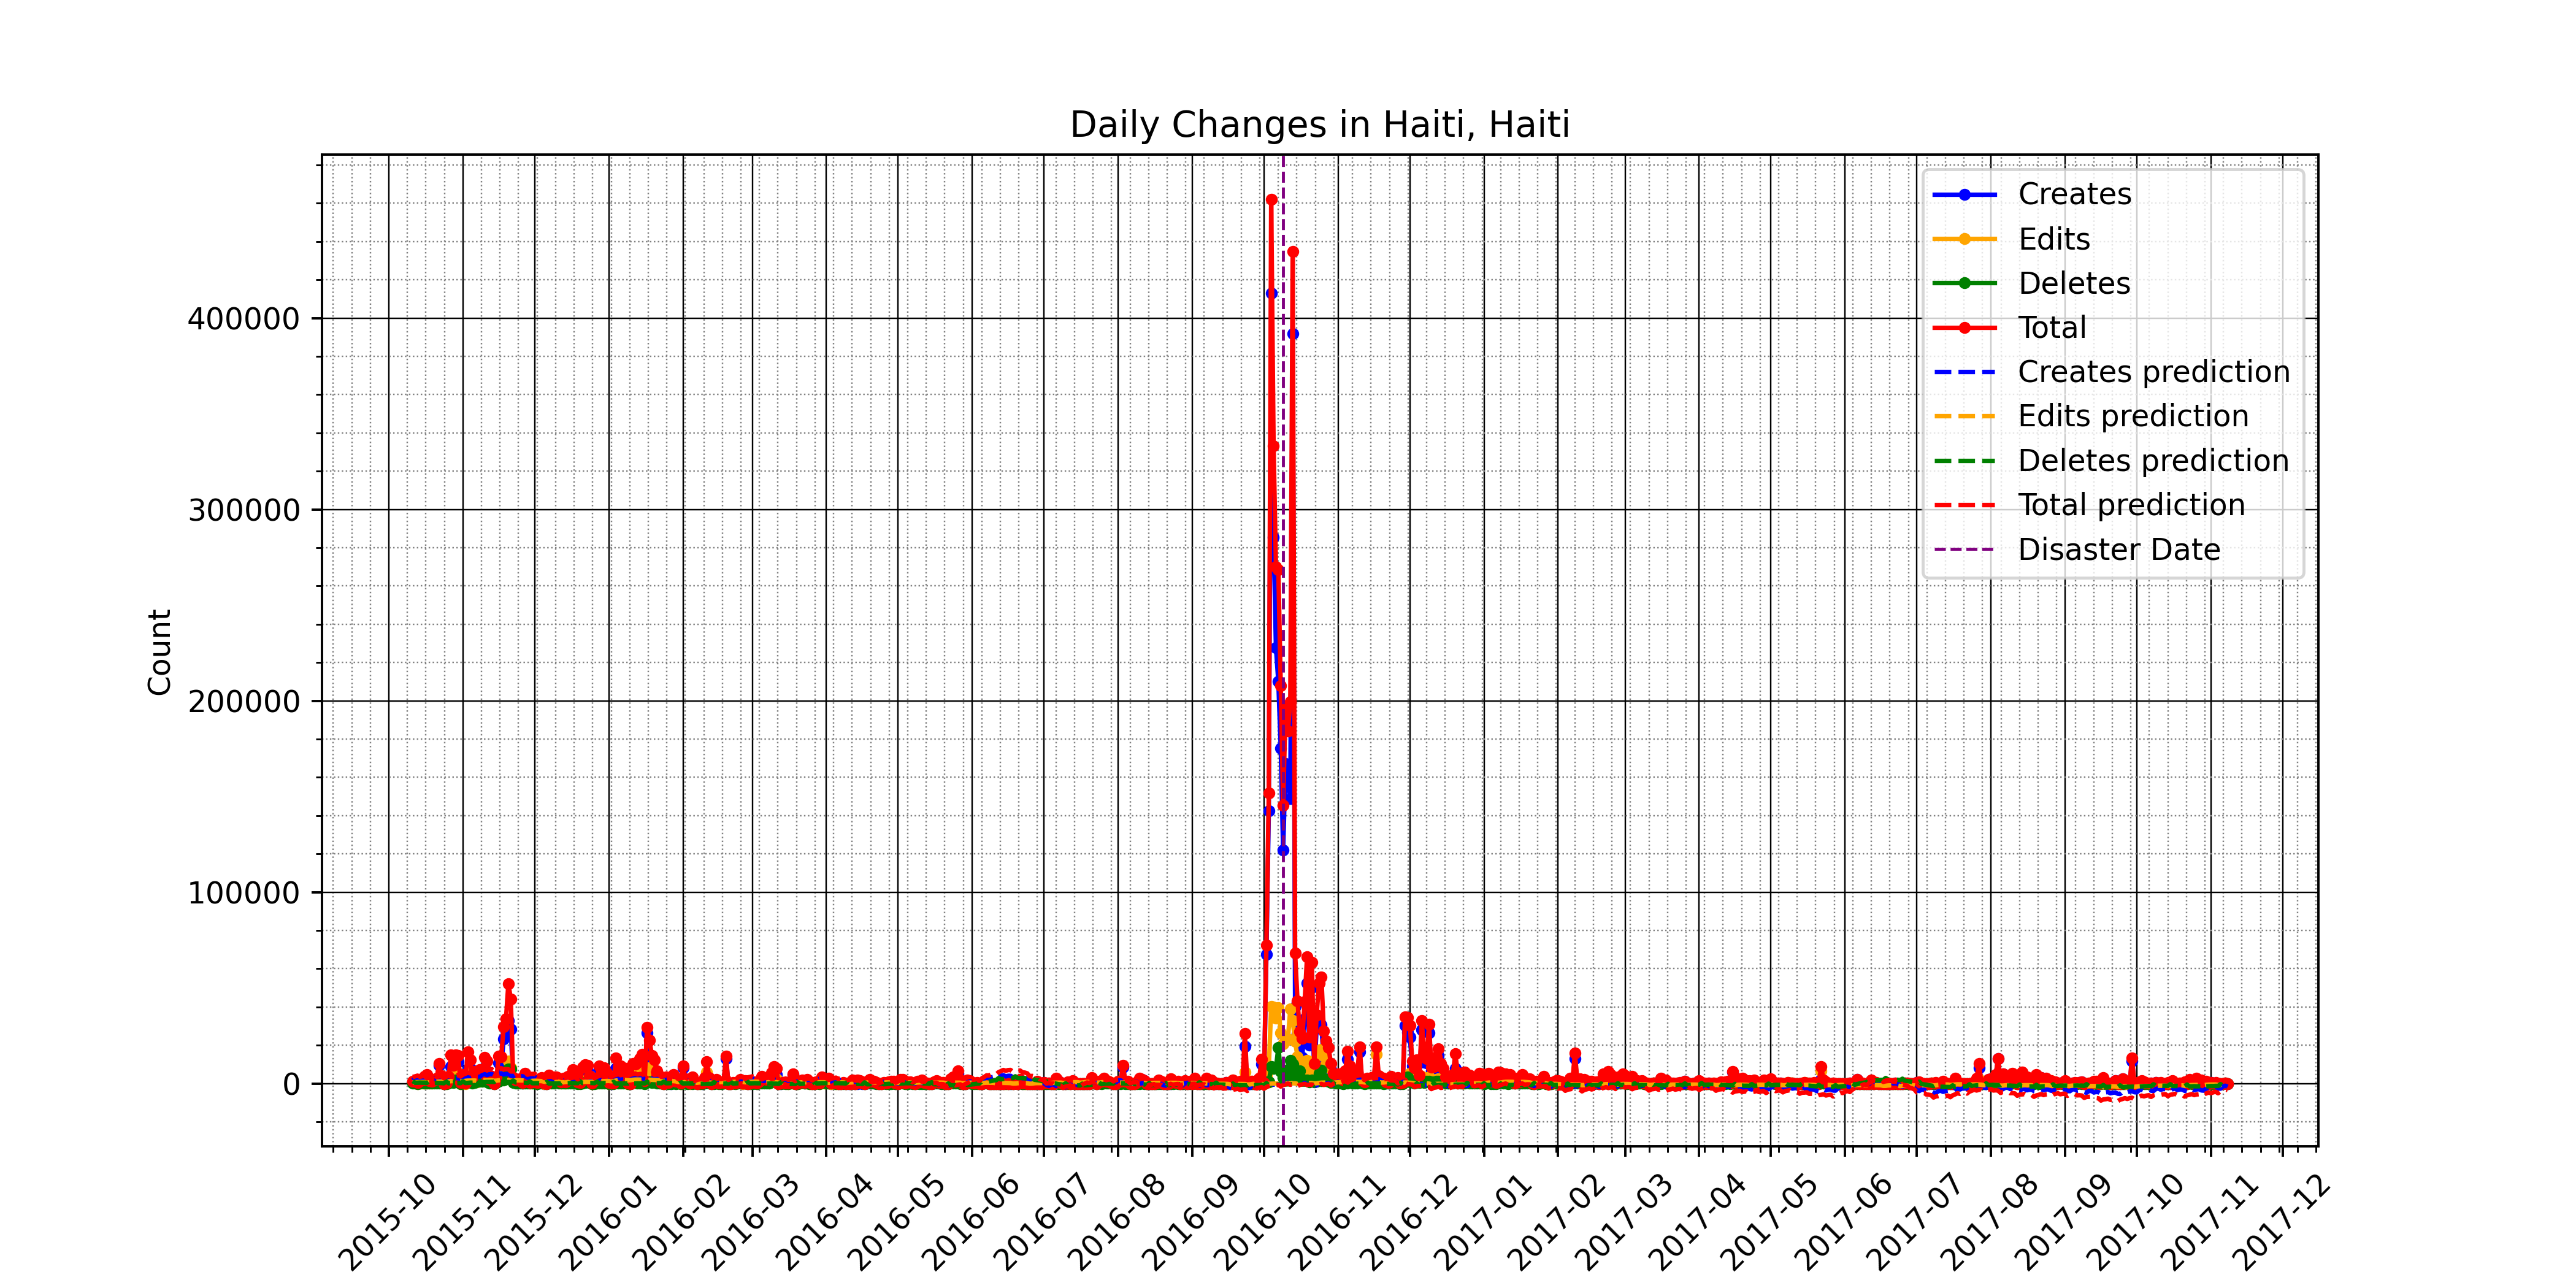 Daily Changes in Haiti, Haiti
Creates
Edits
Deletes
Total
Creates prediction
Edits prediction
Deletes prediction
Total prediction
Disaster Date
Count
400000
300000
200000
100000
0
2015-10
2015-11
2015-12
2016-01
2016-02
2016-03
2016-04
2016-05
2016-06
2016-07
2016-08
2016-09
2016-10
2016-11
2016-12
2017-01
2017-02
2017-03
2017-04
2017-05
2017-06
2017-07
2017-08
2017-09
2017-10
2017-11
2017-12